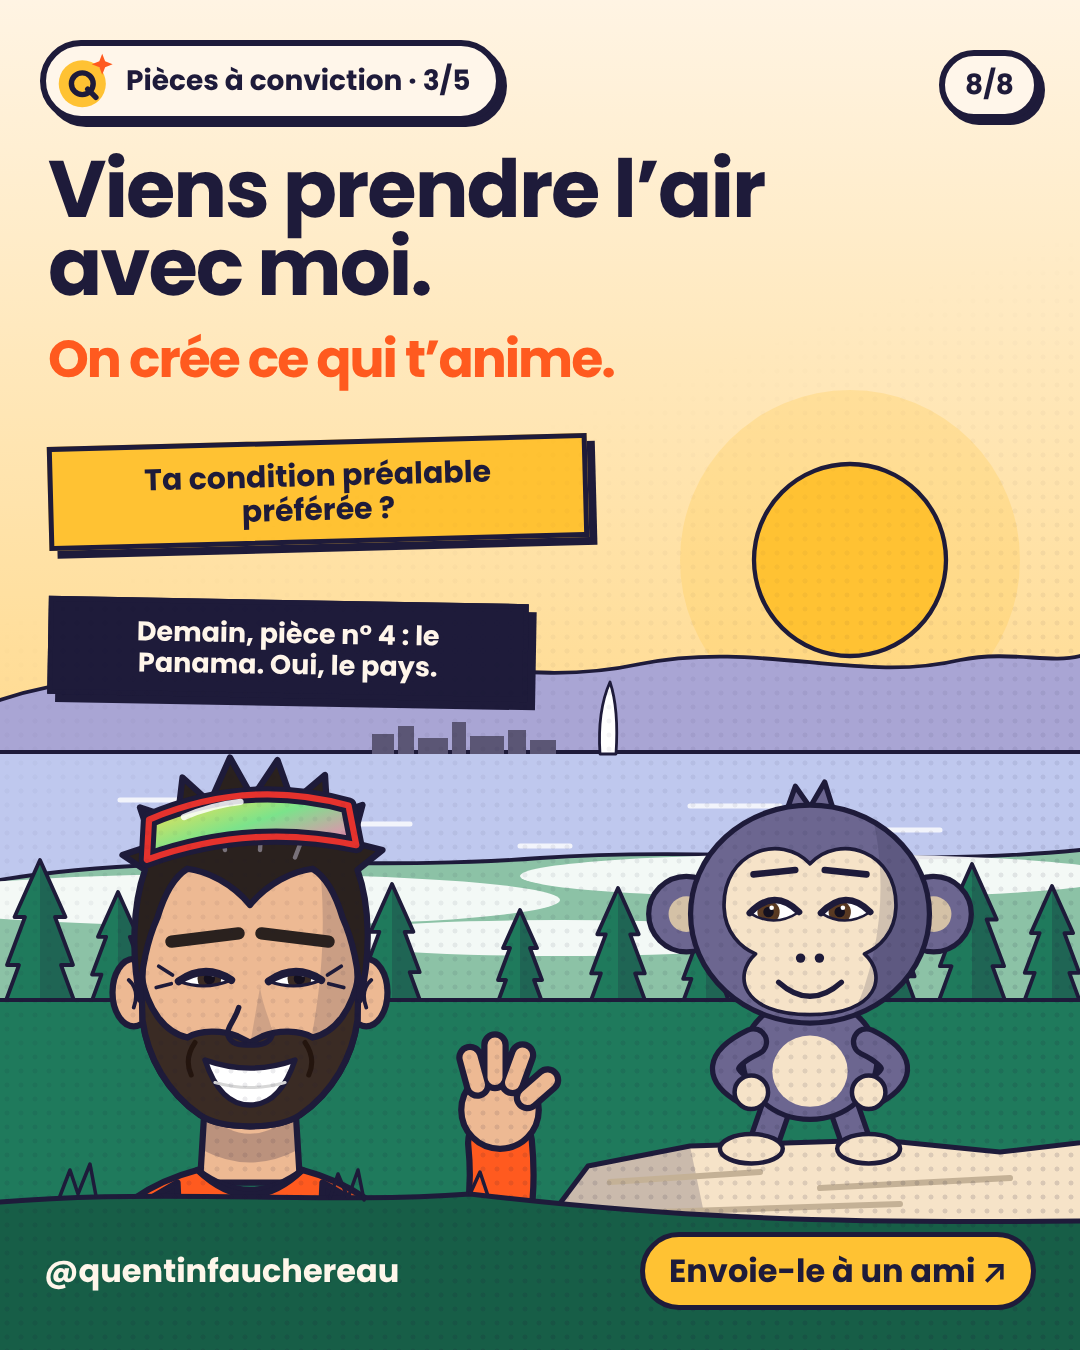 Q
Pièces à conviction · 3/5
8/8
Viens prendre l’air
avec moi.
On crée ce qui t’anime.
Ta condition préalable
préférée ?
Demain, pièce n° 4 : le
Panama. Oui, le pays.
@quentinfauchereau
Envoie-le à un ami ↗